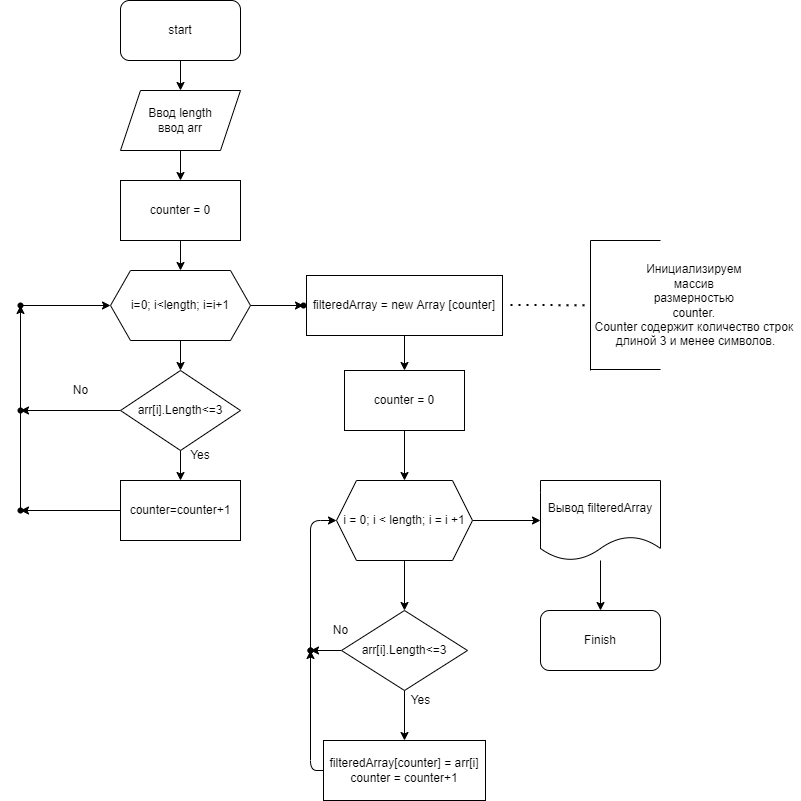 start
Ввод length
ввод arr
counter = 0
i=0; i<length; i=i+1
No
arr[i].Length<=3
Yes
counter=counter+1
filteredArray = new Array [counter]
Инициализируем
массив
размерностью
counter.
Counter содержит количество строк
длиной 3 и менее символов.
counter = 0
i = 0; i < length; i = i +1
No
arr[i].Length<=3
Yes
filteredArray[counter] = arr[i]
counter = counter+1
Вывод filteredArray
Finish